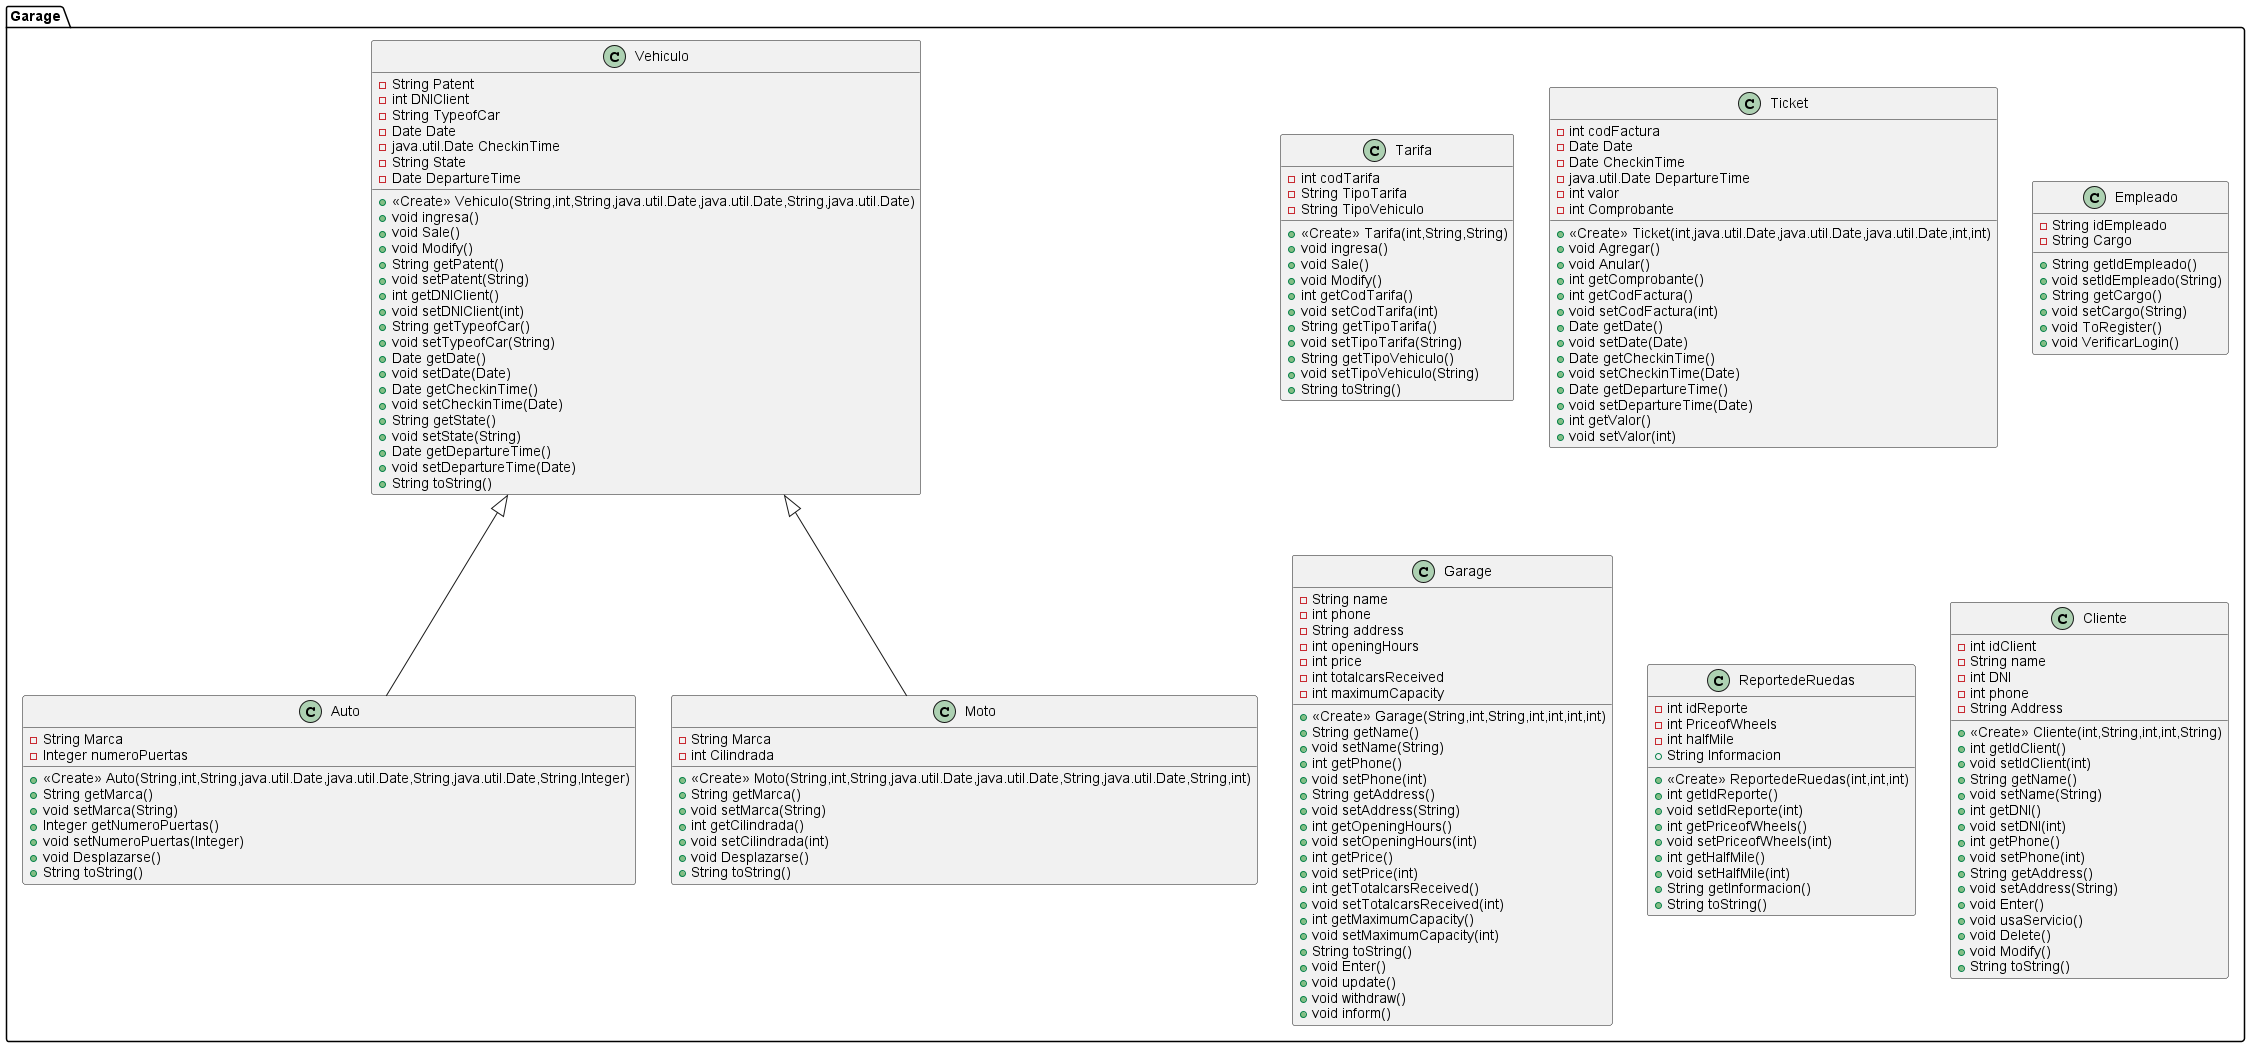 Garage
C Vehiculo
String Patent
int DNIClient
String TypeofCar
Date Date
java.util.Date CheckinTime
String State
Date DepartureTime
«Create» Vehiculo(String,int,String,java.util.Date,java.util.Date,String,java.util.Date)
void ingresa()
void Sale()
void Modify()
String getPatent()
void setPatent(String)
int getDNIClient()
void setDNIClient(int)
String getTypeofCar()
void setTypeofCar(String)
Date getDate()
void setDate(Date)
Date getCheckinTime()
void setCheckinTime(Date)
String getState()
void setState(String)
Date getDepartureTime()
void setDepartureTime(Date)
String toString()
C Tarifa
int codTarifa
String TipoTarifa
String TipoVehiculo
«Create» Tarifa(int,String,String)
void ingresa()
void Sale()
void Modify()
int getCodTarifa()
void setCodTarifa(int)
String getTipoTarifa()
void setTipoTarifa(String)
String getTipoVehiculo()
void setTipoVehiculo(String)
String toString()
C Ticket
int codFactura
Date Date
Date CheckinTime
java.util.Date DepartureTime
int valor
int Comprobante
«Create» Ticket(int,java.util.Date,java.util.Date,java.util.Date,int,int)
void Agregar()
void Anular()
int getComprobante()
int getCodFactura()
void setCodFactura(int)
Date getDate()
void setDate(Date)
Date getCheckinTime()
void setCheckinTime(Date)
Date getDepartureTime()
void setDepartureTime(Date)
int getValor()
void setValor(int)
C Empleado
String idEmpleado
String Cargo
String getIdEmpleado()
void setIdEmpleado(String)
String getCargo()
void setCargo(String)
void ToRegister()
void VerificarLogin()
C Auto
String Marca
Integer numeroPuertas
«Create» Auto(String,int,String,java.util.Date,java.util.Date,String,java.util.Date,String,Integer)
String getMarca()
void setMarca(String)
Integer getNumeroPuertas()
void setNumeroPuertas(Integer)
void Desplazarse()
String toString()
C Moto
String Marca
int Cilindrada
«Create» Moto(String,int,String,java.util.Date,java.util.Date,String,java.util.Date,String,int)
String getMarca()
void setMarca(String)
int getCilindrada()
void setCilindrada(int)
void Desplazarse()
String toString()
C Garage
String name
int phone
String address
int openingHours
int price
int totalcarsReceived
int maximumCapacity
«Create» Garage(String,int,String,int,int,int,int)
String getName()
void setName(String)
int getPhone()
void setPhone(int)
String getAddress()
void setAddress(String)
int getOpeningHours()
void setOpeningHours(int)
int getPrice()
void setPrice(int)
int getTotalcarsReceived()
void setTotalcarsReceived(int)
int getMaximumCapacity()
void setMaximumCapacity(int)
String toString()
void Enter()
void update()
void withdraw()
void inform()
C ReportedeRuedas
int idReporte
int PriceofWheels
int halfMile
String Informacion
«Create» ReportedeRuedas(int,int,int)
int getIdReporte()
void setIdReporte(int)
int getPriceofWheels()
void setPriceofWheels(int)
int getHalfMile()
void setHalfMile(int)
String getInformacion()
String toString()
C Cliente
int idClient
String name
int DNI
int phone
String Address
«Create» Cliente(int,String,int,int,String)
int getIdClient()
void setIdClient(int)
String getName()
void setName(String)
int getDNI()
void setDNI(int)
int getPhone()
void setPhone(int)
String getAddress()
void setAddress(String)
void Enter()
void usaServicio()
void Delete()
void Modify()
String toString()